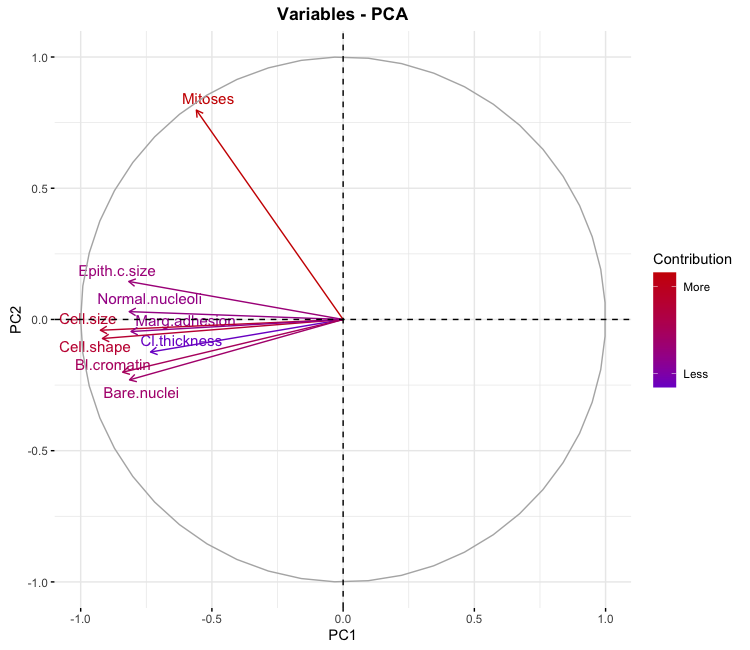 Variables - PCA
1.0
Mitoses
0.5
Epith.c.size
Normal.nucleoli
0.0
Cell.size
Marg.adhesion
Cl.thickness
Cell.shape
Bl.cromatin
Bare.nuclei
-0.5
-1.0
PC2
-1.0 -0.5 0.0 0.5 1.0
PC1
Contribution
More
Less